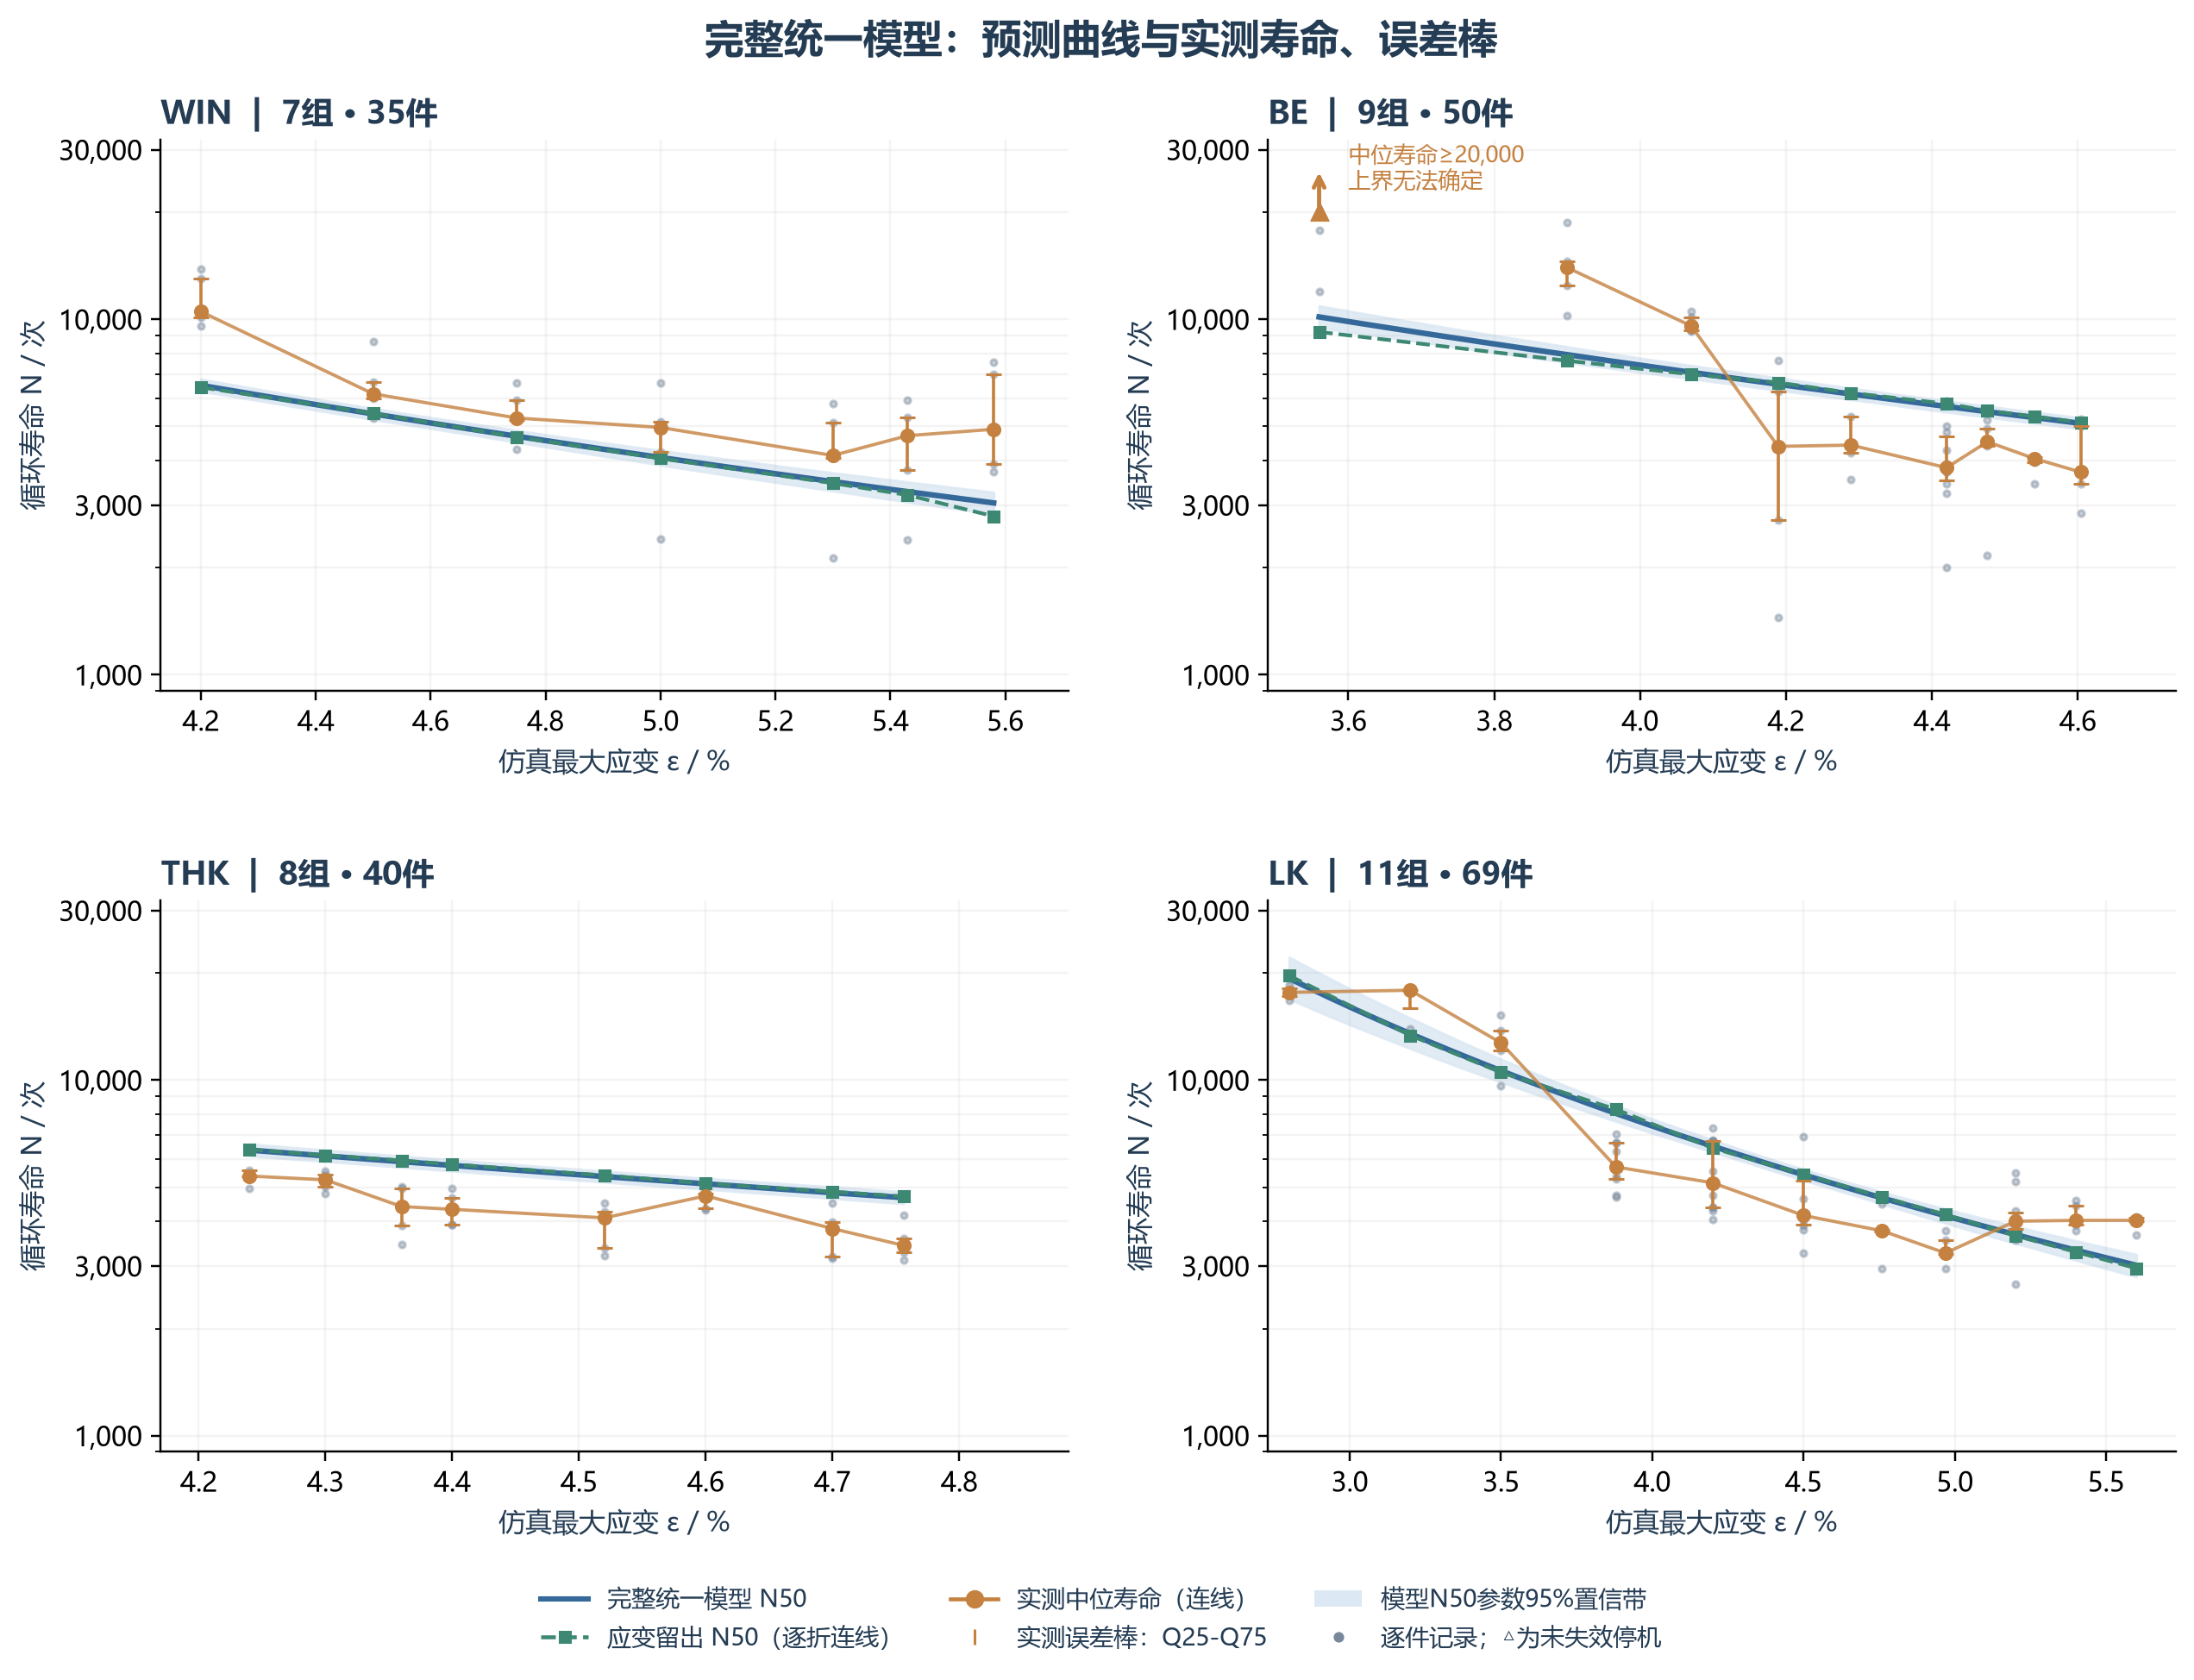 完整统一模型：预测曲线与实测寿命、误差棒
WIN | 7组 • 35件
30,000
10,000
3,000
1,000
循环寿命 N / 次
4.2 4.4 4.6 4.8 5.0 5.2 5.4 5.6
仿真最大应变 ε / %
BE | 9组 • 50件
中位寿命≥20,000
上界无法确定
30,000
10,000
3,000
1,000
循环寿命 N / 次
3.6 3.8 4.0 4.2 4.4 4.6
仿真最大应变 ε / %
THK | 8组 • 40件
30,000
10,000
3,000
1,000
循环寿命 N / 次
4.2 4.3 4.4 4.5 4.6 4.7 4.8
仿真最大应变 ε / %
LK | 11组 • 69件
30,000
10,000
3,000
1,000
循环寿命 N / 次
3.0 3.5 4.0 4.5 5.0 5.5
仿真最大应变 ε / %
完整统一模型 N50
应变留出 N50（逐折连线）
实测中位寿命（连线）
实测误差棒：Q25-Q75
模型N50参数95%置信带
逐件记录；△为未失效停机